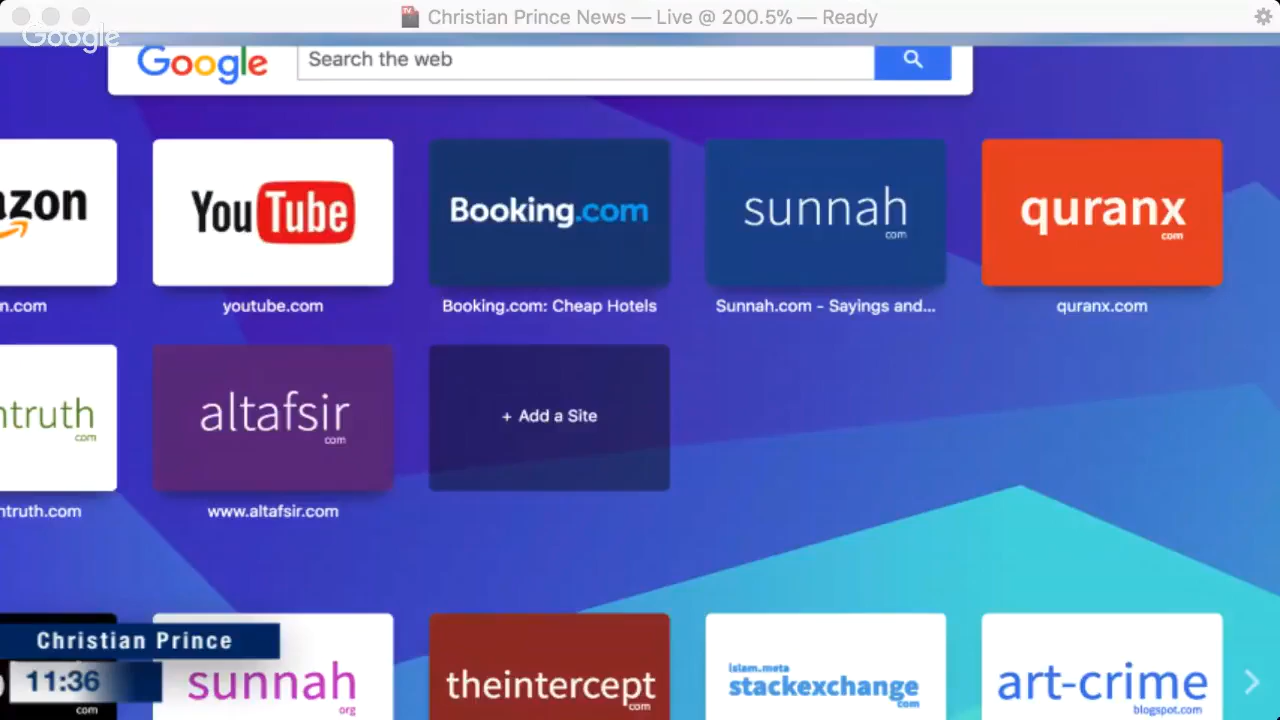 Christian Prince News — Live @ 200.5% — Ready
Google
Google
Search the web
azon
YouTube
Booking.com
sunnah
com
quranx
com
n.com
youtube.com
Booking.com: Cheap Hotels
Sunnah.com - Sayings and...
quranx.com
ntruth
com
altafsir
com
+ Add a Site
ntruth.com
www.altafsir.com
Christian Prince
11:36
com
sunnah
org
theintercept
com
islam.meta
stackexchange
com
art-crime
blogspot.com